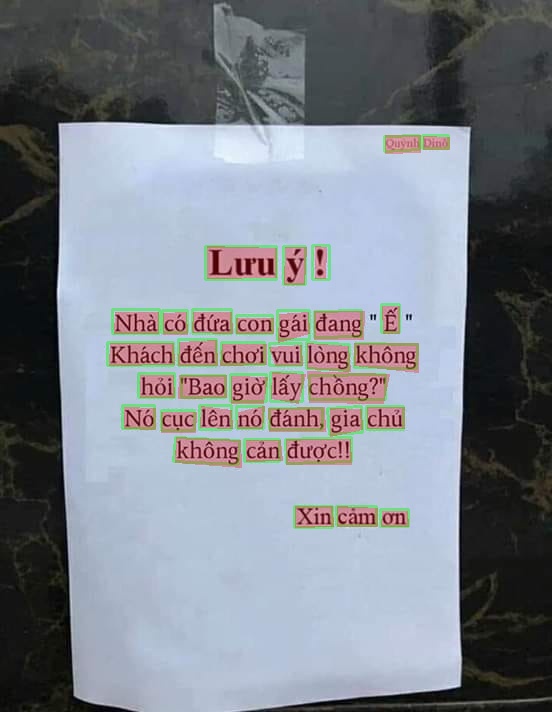 Quỳnh Dino
Lưu ý !
Nhà có đứa con gái đang " Ế "
Khách đến chơi vui lòng không
hỏi "Bao giờ lấy chồng?"
Nó cục lên nó đánh, gia chủ
không cản được!!
Xin cảm ơn